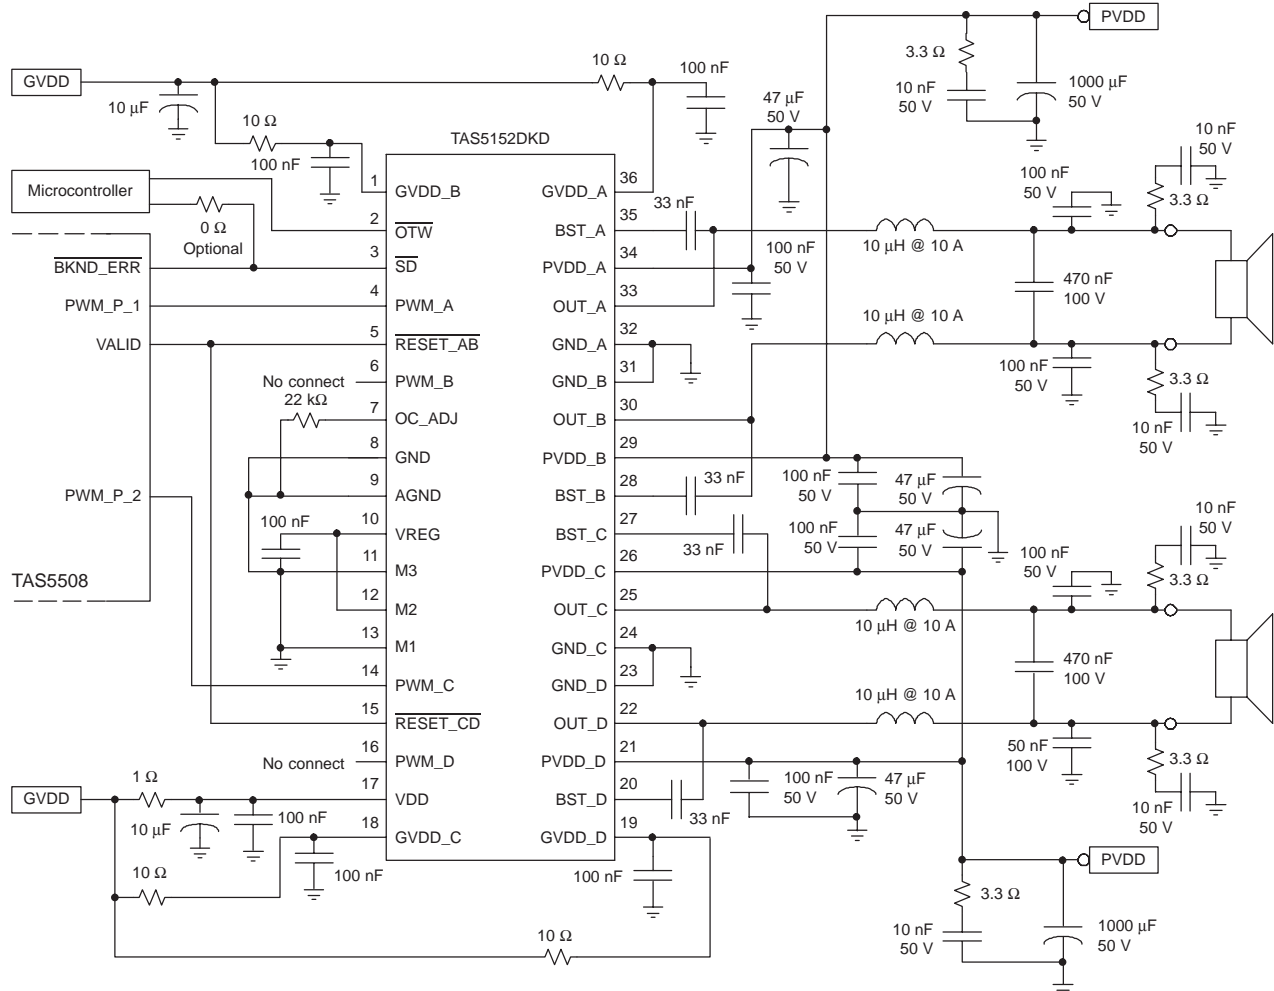 PVDD
3.3 Ω
10 nF
50 V
1000 µF
50 V
GVDD
10 µF
10 Ω
100 nF
10 Ω
100 nF
47 µF
50 V
TAS5152DKD
Microcontroller
0 Ω
Optional
BKND_ERR
PWM_P_1
VALID
PWM_P_2
TAS5508
No connect
22 kΩ
100 nF
1
GVDD_B
2
OTW
3
SD
4
PWM_A
5
RESET_AB
6
PWM_B
7
OC_ADJ
8
GND
9
AGND
10
VREG
11
M3
12
M2
13
M1
14
PWM_C
15
RESET_CD
16
PWM_D
17
VDD
18
GVDD_C
36
GVDD_A
35
BST_A
34
PVDD_A
33
OUT_A
32
GND_A
31
GND_B
30
OUT_B
29
PVDD_B
28
BST_B
27
BST_C
26
PVDD_C
25
OUT_C
24
GND_C
23
GND_D
22
OUT_D
21
PVDD_D
20
BST_D
19
GVDD_D
33 nF
100 nF
50 V
10 µH @ 10 A
10 µH @ 10 A
100 nF
50 V
10 nF
50 V
3.3 Ω
470 nF
100 V
100 nF
50 V
3.3 Ω
10 nF
50 V
33 nF
100 nF
50 V
47 µF
50 V
33 nF
100 nF
50 V
47 µF
50 V
10 µH @ 10 A
10 µH @ 10 A
100 nF
50 V
10 nF
50 V
3.3 Ω
470 nF
100 V
50 nF
100 V
3.3 Ω
10 nF
50 V
No connect
GVDD
1 Ω
10 µF
100 nF
10 Ω
100 nF
10 Ω
100 nF
33 nF
100 nF
50 V
47 µF
50 V
PVDD
3.3 Ω
10 nF
50 V
1000 µF
50 V